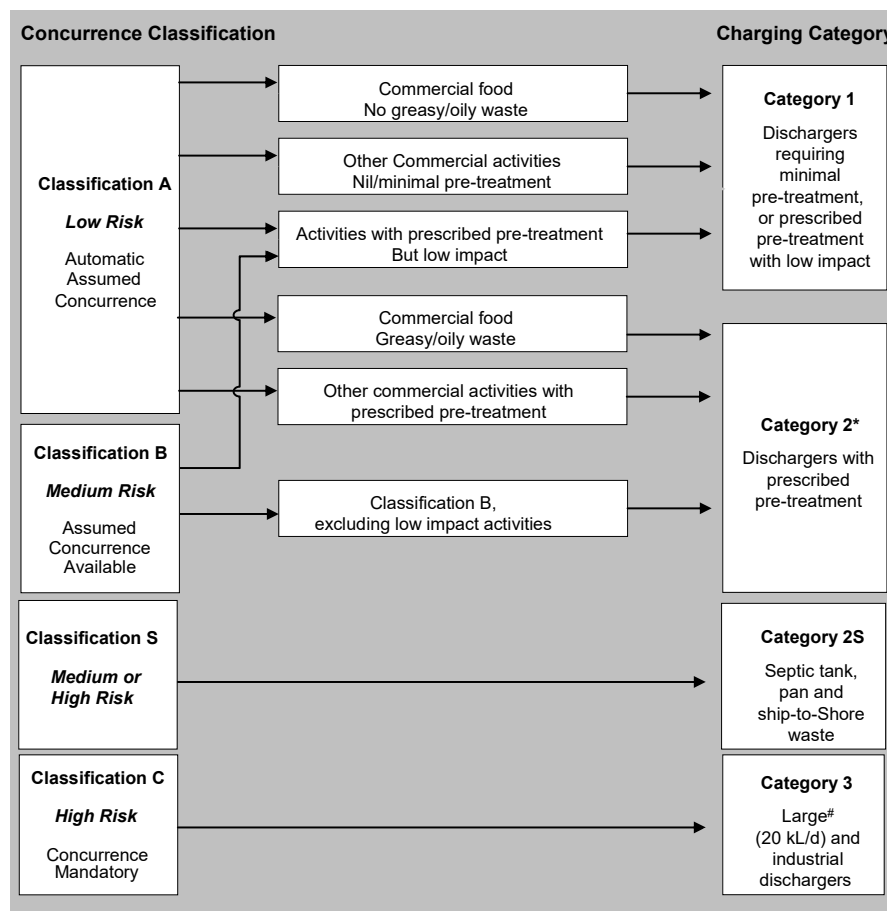 Concurrence Classification
Charging Category
Classification A
Low Risk
Automatic
Assumed
Concurrence
Commercial food
No greasy/oily waste
Other Commercial activities
Nil/minimal pre-treatment
Activities with prescribed pre-treatment
But low impact
Commercial food
Greasy/oily waste
Other commercial activities with
prescribed pre-treatment
Category 1
Dischargers
requiring
minimal
pre-treatment,
or prescribed
pre-treatment
with low impact
Classification B
Medium Risk
Assumed
Concurrence
Available
Classification B,
excluding low impact activities
Category 2*
Dischargers with
prescribed
pre-treatment
Classification S
Medium or
High Risk
Category 2S
Septic tank,
pan and
ship-to-Shore
waste
Classification C
High Risk
Concurrence
Mandatory
Category 3
Large#
(20 kL/d) and
industrial
dischargers